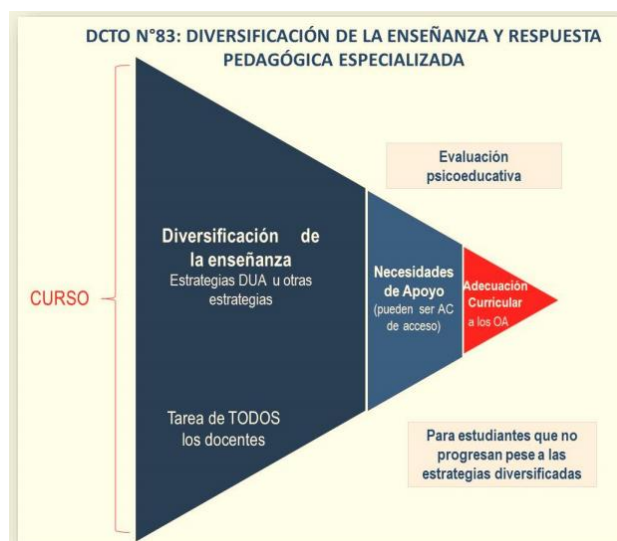 DCTO N°83: DIVERSIFICACIÓN DE LA ENSEÑANZA Y RESPUESTA
PEDAGÓGICA ESPECIALIZADA
Evaluación
psicoeducativa
CURSO
Diversificación de
la enseñanza
Estrategias DUA u otras
estrategias
Tarea de TODOS
los docentes
Necesidades
de Apoyo
(pueden ser AC
de acceso)
Adecuación
Curricular
a los OA
Para estudiantes que no
progresan pese a las
estrategias diversificadas